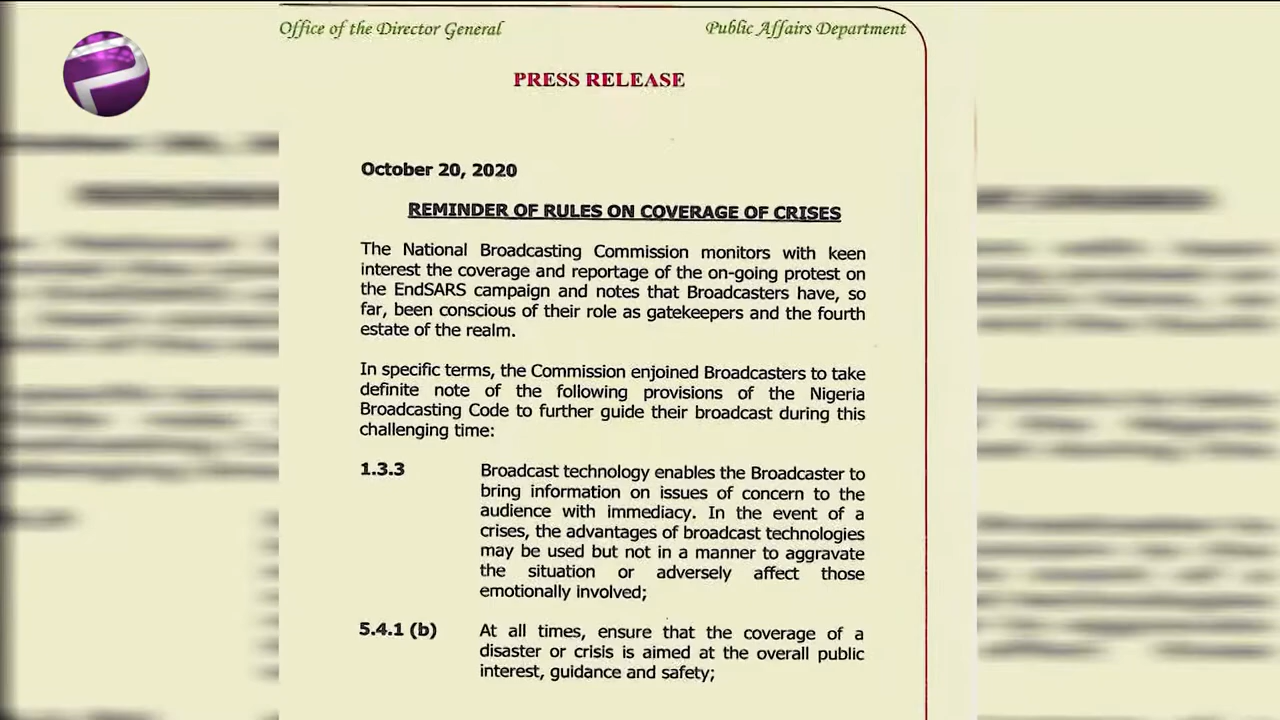 Office of the Director General
Public Affairs Department
PRESS RELEASE
October 20, 2020
REMINDER OF RULES ON COVERAGE OF CRISES
The National Broadcasting Commission monitors with keen
interest the coverage and reportage of the on-going protest on
the EndSARS campaign and notes that Broadcasters have, so
far, been conscious of their role as gatekeepers and the fourth
estate of the realm.
In specific terms, the Commission enjoined Broadcasters to take
definite note of the following provisions of the Nigeria
Broadcasting Code to further guide their broadcast during this
challenging time:
1.3.3 Broadcast technology enables the Broadcaster to
bring information on issues of concern to the
audience with immediacy. In the event of a
crises, the advantages of broadcast technologies
may be used but not in a manner to aggravate
the situation or adversely affect those
emotionally involved;
5.4.1 (b) At all times, ensure that the coverage of a
disaster or crisis is aimed at the overall public
interest, guidance and safety;